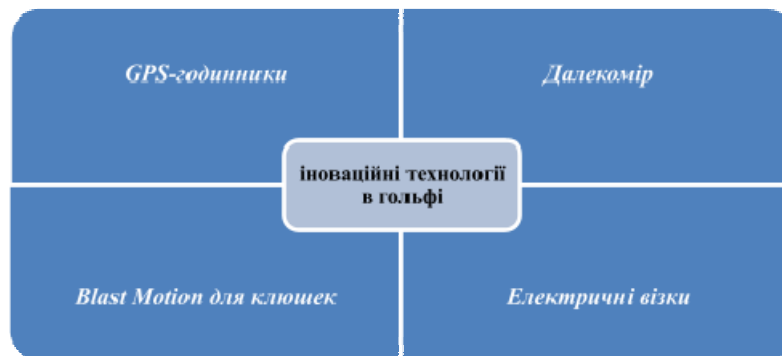 GPS-годинники
Далекомір
іноваційні технології
в гольфі
Blast Motion для клюшек
Електричні візки